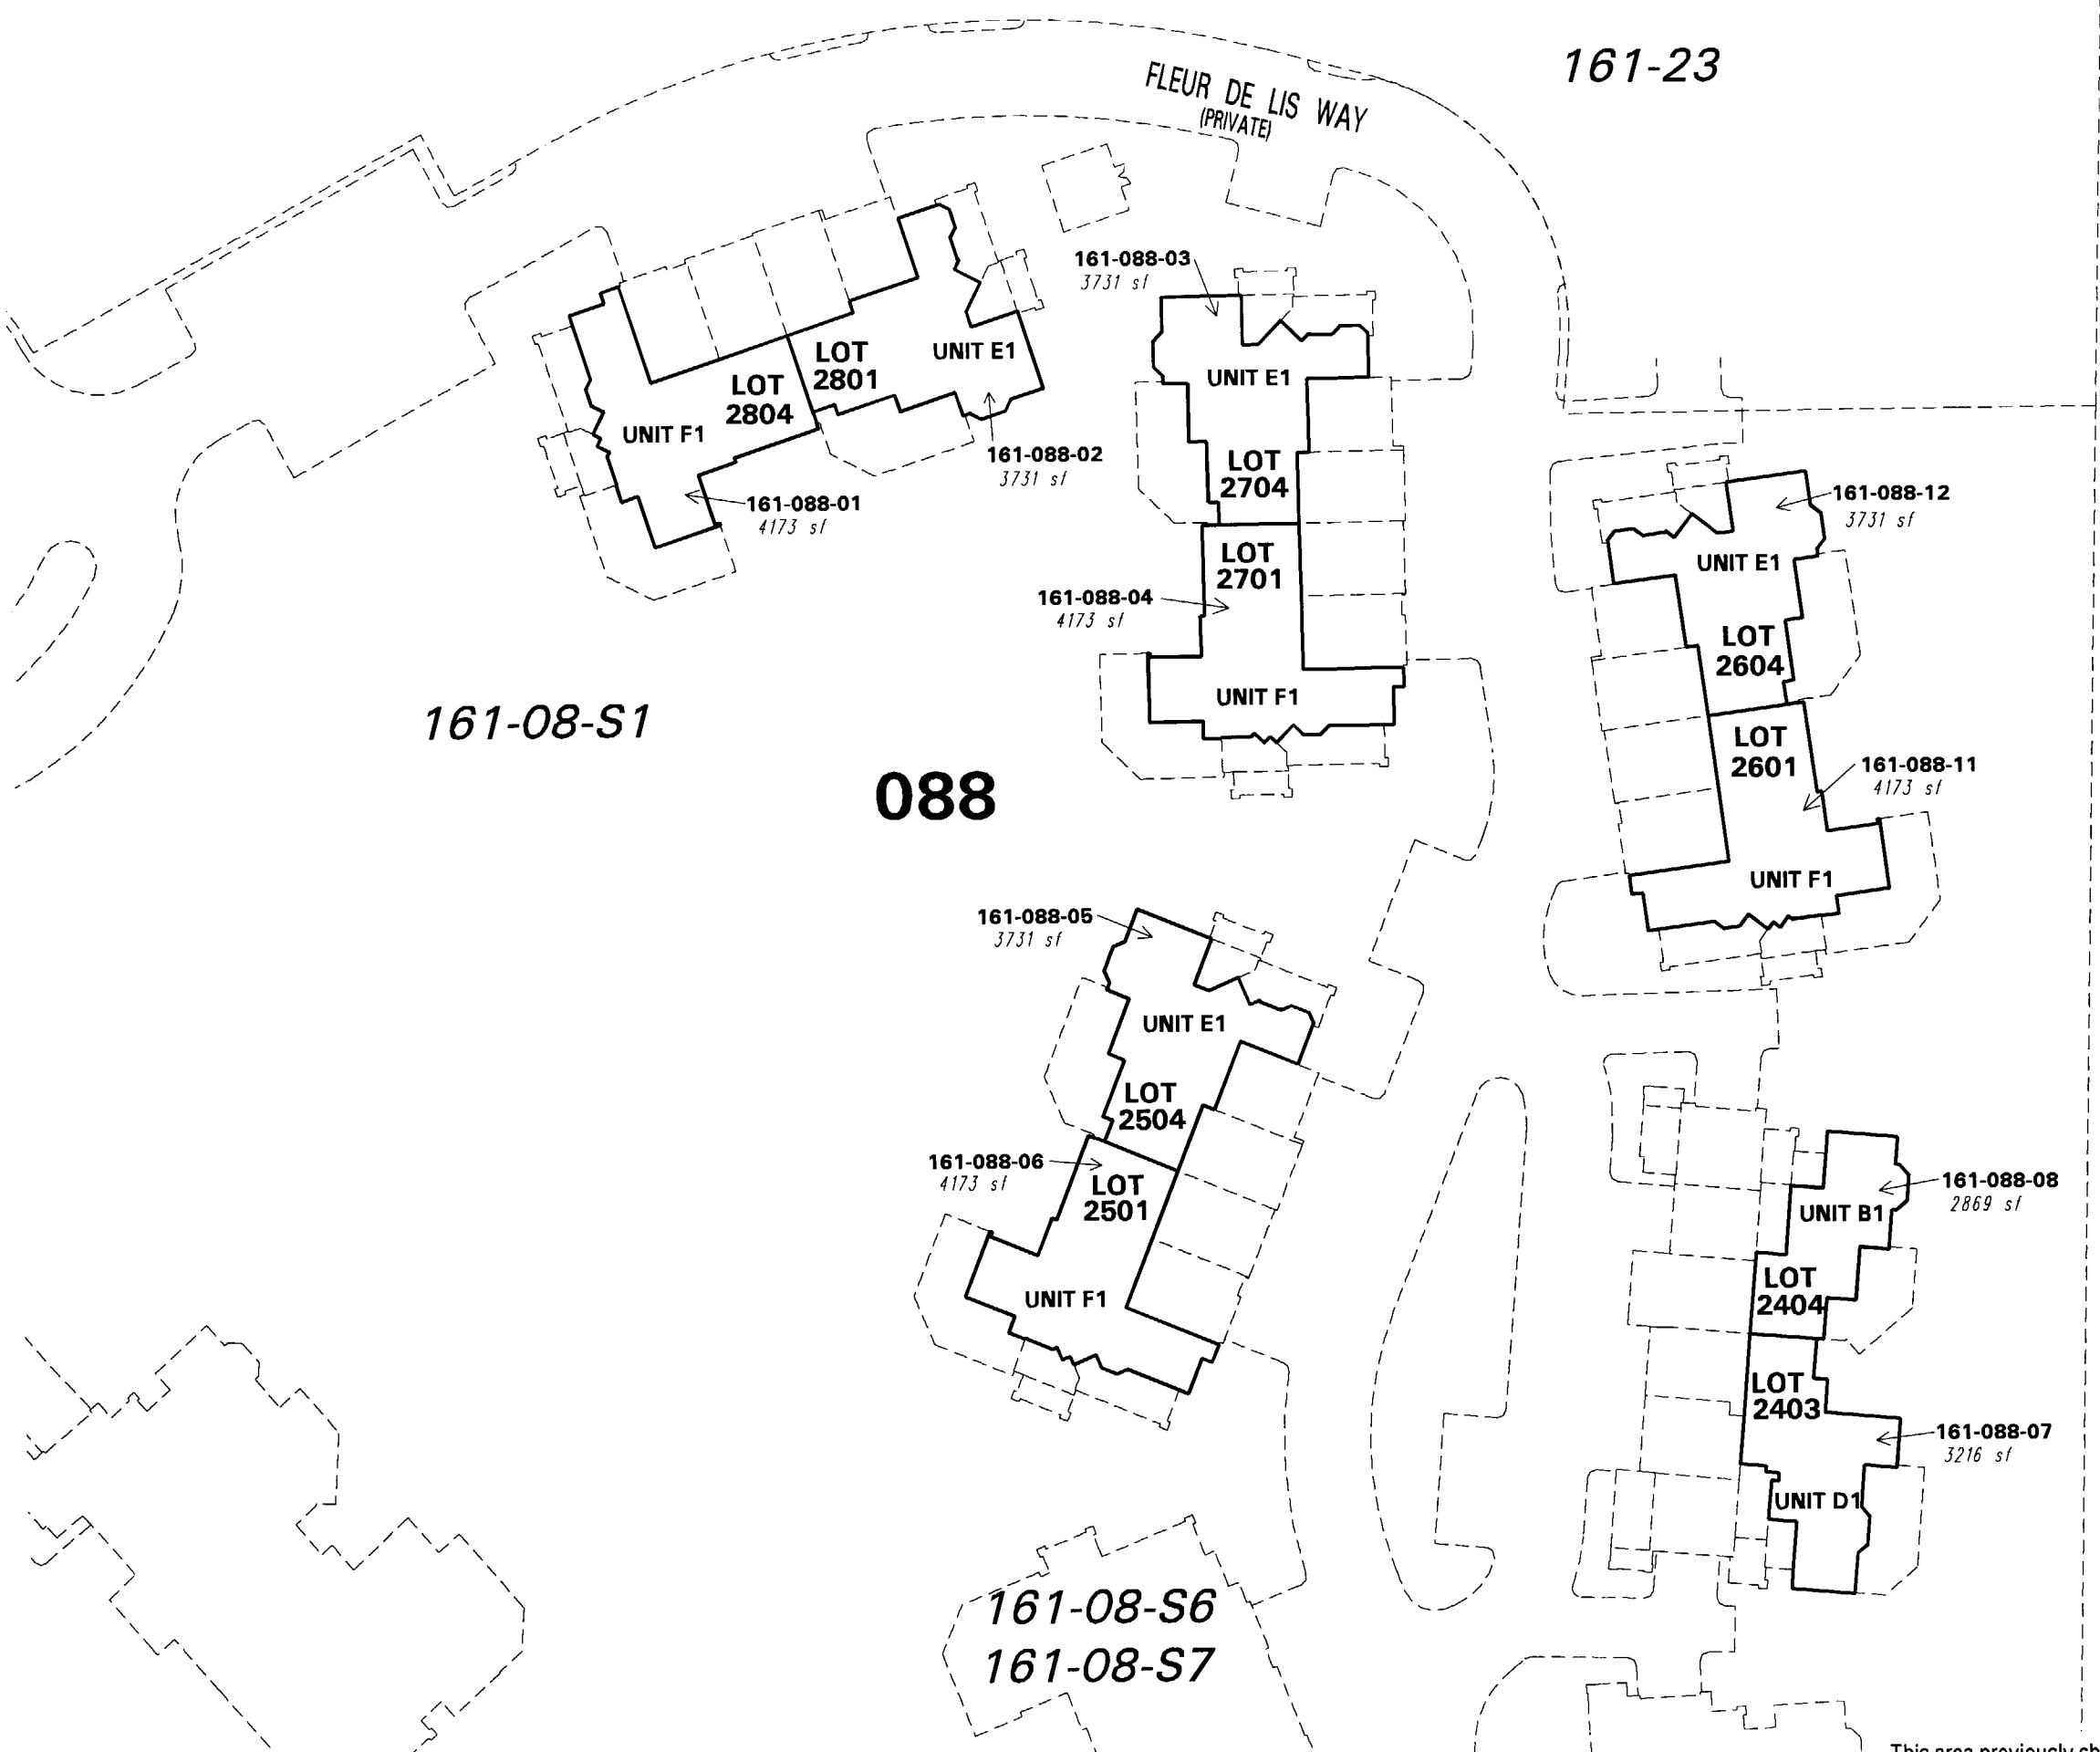 161-23
FLEUR DE LIS WAY
(PRIVATE)
161-088-03
3731 sf
LOT
2801
UNIT E1
LOT
2804
UNIT F1
161-088-02
3731 sf
161-088-01
4173 sf
UNIT E1
LOT
2704
LOT
2701
161-088-04
4173 sf
UNIT F1
161-088-12
3731 sf
UNIT E1
LOT
2604
LOT
2601
161-088-11
4173 sf
UNIT F1
161-08-S1
088
161-088-05
3731 sf
UNIT E1
LOT
2504
161-088-06
4173 sf
LOT
2501
UNIT F1
161-088-08
2869 sf
UNIT B1
LOT
2404
LOT
2403
161-088-07
3216 sf
UNIT D1
161-08-S6
161-08-S7
This area previously